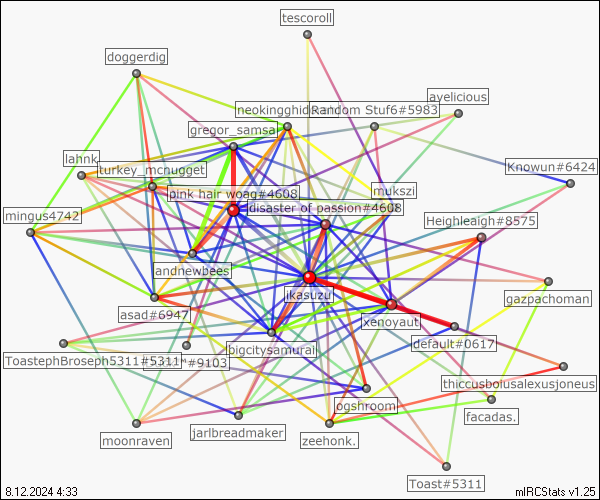 tescoroll
doggerdig
ayelicious
Random Stuf6#5983
gregor_samsa
lahnk
turkey_mcnugget
Knowun#6424
pink hair woag#4608
mukszi
disaster of passion#4608
mingus4742
Heighleaigh#8575
andnewbees
ikasuzu
gazpachoman
asad#6947
xenoyaut
default#0617
bigcitysamurai
ToastephBroseph5311#5311
#9103
thiccusbolusalexusjoneus
ogshroom
facadas.
jarlbreadmaker
moonraven
zeehonk.
Toast#5311
8.12.2024 4:33
mIRCStats v1.25